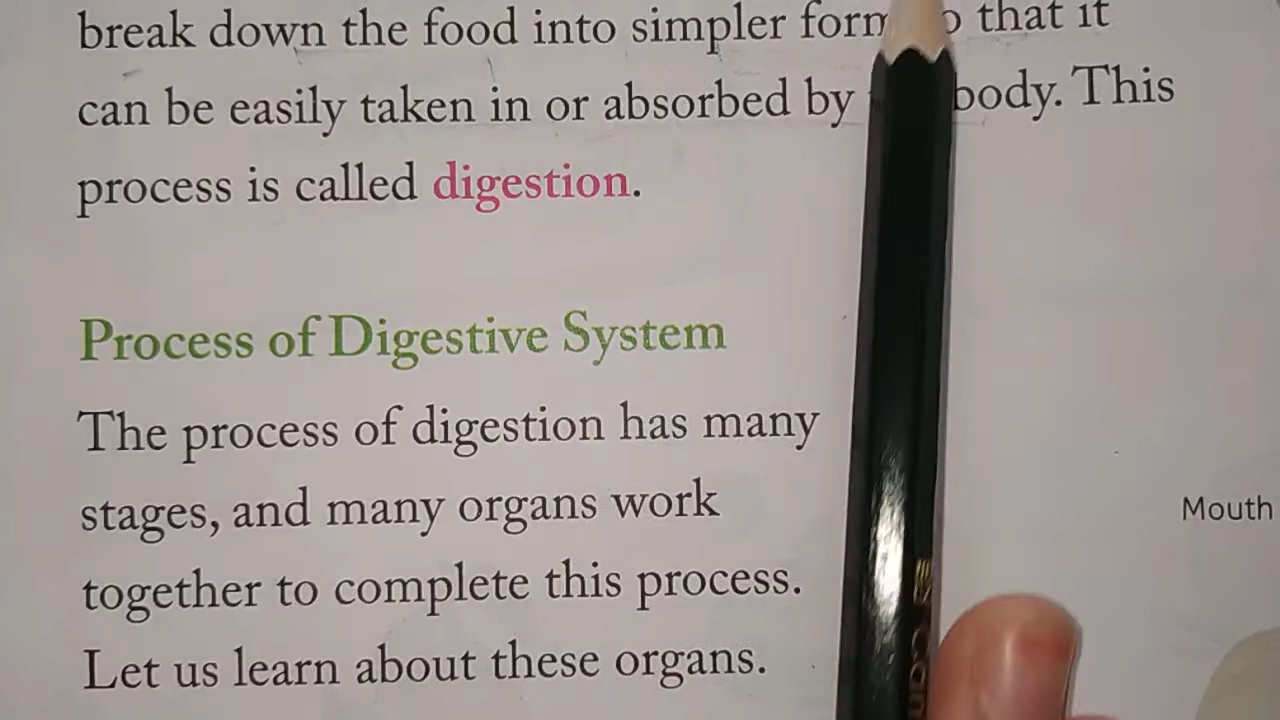 break down the food into simpler form that it
can be easily taken in or absorbed by body. This
process is called digestion.
Process of Digestive System
The process of digestion has many
stages, and many organs work
together to complete this process.
Let us learn about these organs.
Mouth